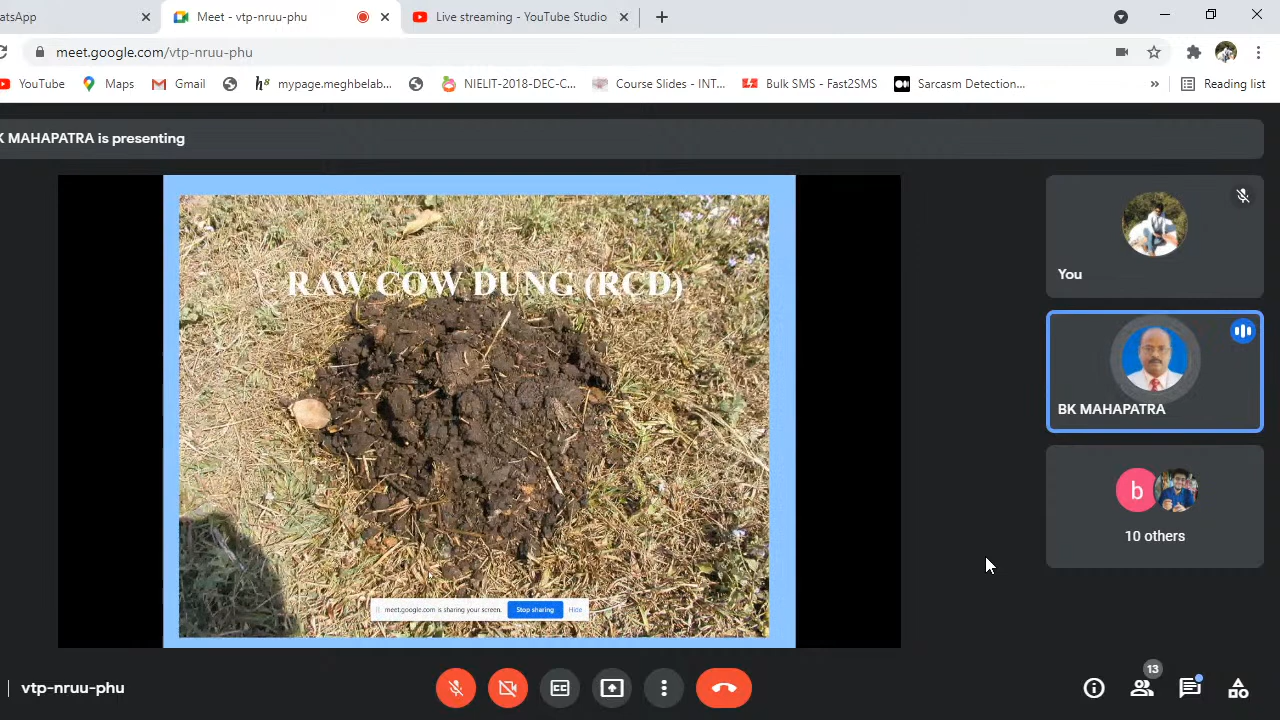 atsApp
Meet - vtp-nruu-phu
Live streaming - YouTube Studio
meet.google.com/vtp-nruu-phu
YouTube
Maps
Gmail
mypage.meghbelab...
NIELIT-2018-DEC-C...
Course Slides - INT...
Bulk SMS - Fast2SMS
Sarcasm Detection...
Reading list
K MAHAPATRA is presenting
RAW COW DUNG (RCD)
You
BK MAHAPATRA
b
10 others
meet.google.com is sharing your screen.
Stop sharing
Hide
vtp-nruu-phu
CC
13